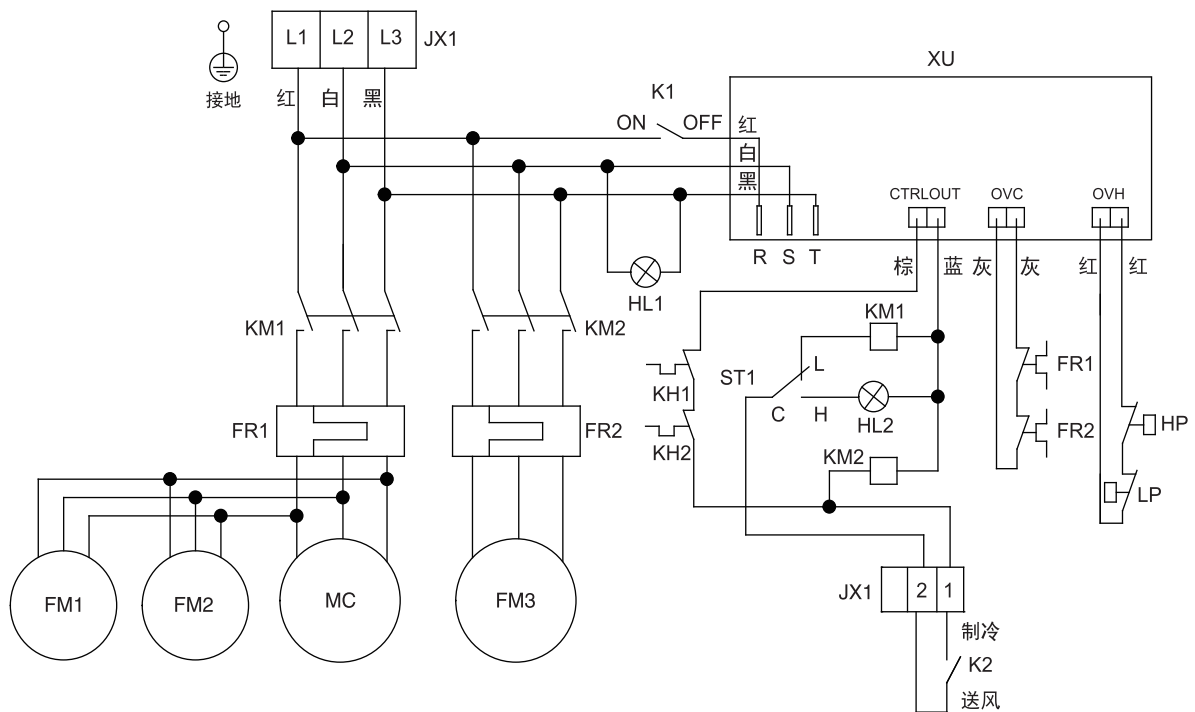 L1 L2 L3 JX1
XU
接地
红 白 黑
K1
ON OFF 红
白
黑
CTRLOUT OVC OVH
R S T
棕 蓝 灰 灰 红 红
HL1
KM1 KM2
KM1
KH1
ST1
L
C H
HL2
FR1
FR2
KH2
KM2
HP
LP
FR1 FR2
FM1 FM2 MC FM3
JX1 2 1
制冷
K2
送风